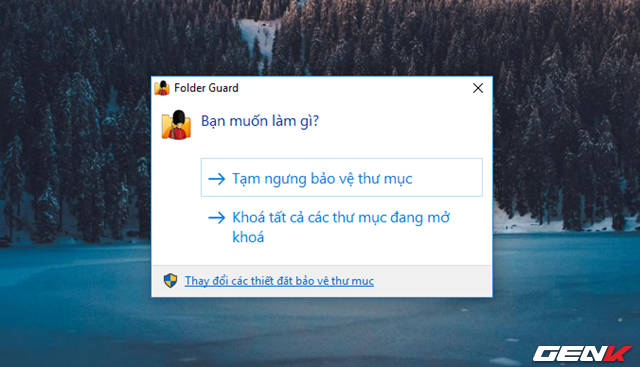 Folder Guard
Bạn muốn làm gì?
Tạm ngưng bảo vệ thư mục
Khoá tất cả các thư mục đang mở
khoá
Thay đổi các thiết đặt bảo vệ thư mục
GENK